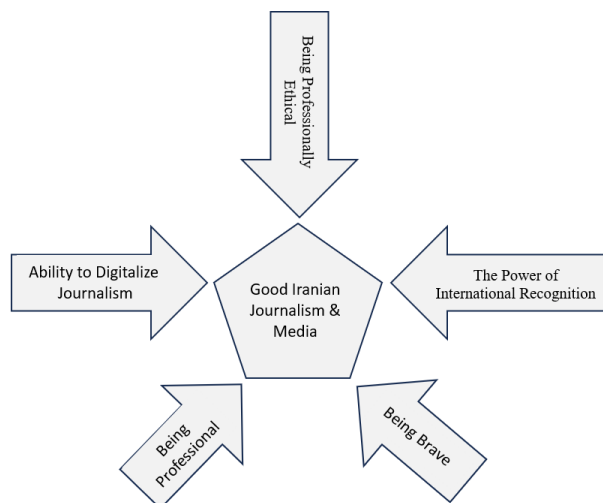 Being Professionally
Ethical
Ability to Digitalize
Journalism
Good Iranian
Journalism &
Media
The Power of
International Recognition
Being
Professional
Being Brave